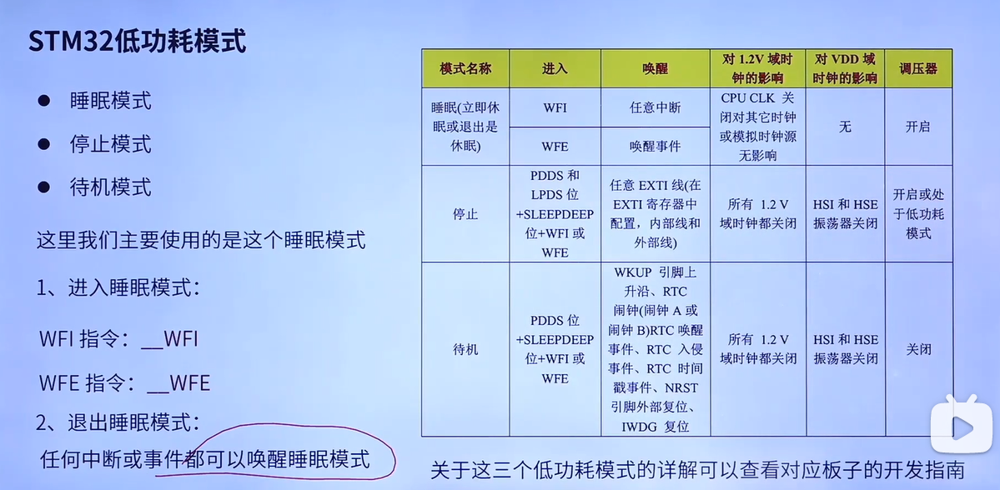 STM32低功耗模式
● 睡眠模式
● 停止模式
● 待机模式
这里我们主要使用的是这个睡眠模式
1、进入睡眠模式：
WFI 指令：__WFI
WFE 指令：__WFE
2、退出睡眠模式：
任何中断或事件都可以唤醒睡眠模式
模式名称
进入
唤醒
对 1.2V 域时
钟的影响
对 VDD 域
时钟的影响
调压器
睡眠(立即休
眠或退出是
休眠)
WFI
任意中断
WFE
唤醒事件
CPU CLK 关
闭对其它时钟
或模拟时钟源
无影响
无
开启
停止
PDDS 和
LPDS 位
+SLEEPDEEP
位+WFI 或
WFE
任意 EXTI 线(在
EXTI 寄存器中
配置，内部线和
外部线)
所有 1.2 V
域时钟都关闭
HSI 和 HSE
振荡器关闭
开启或处
于低功耗
模式
待机
PDDS 位
+SLEEPDEEP
位+WFI 或
WFE
WKUP 引脚上
升沿、RTC
闹钟(闹钟 A 或
闹钟 B)RTC 唤醒
事件、RTC 入侵
事件、RTC 时间
戳事件、NRST
引脚外部复位、
IWDG 复位
所有 1.2 V
域时钟都关闭
HSI 和 HSE
振荡器关闭
关闭
关于这三个低功耗模式的详解可以查看对应板子的开发指南